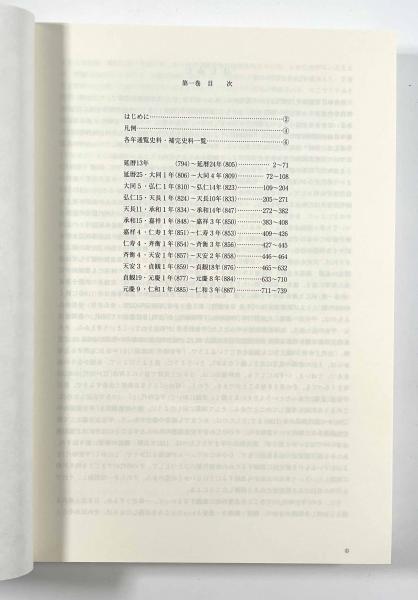 第一巻 目 次
はじめに……………………………②
凡例……………………………④
各年通覧史料・補完史料一覧……………………⑥
延暦13年 (794)～延暦24年(805)…………… 2～71
延暦25・大同1年(806)～大同4年(809)…………… 72～108
大同5・弘仁1年(810)～弘仁14年(823)…………109～204
弘仁15・天長1年(824)～天長10年(833)…………205～271
天長11・承和1年(834)～承和14年(847)…………272～382
承和15・嘉祥1年(848)～嘉祥3年(850)…………383～408
嘉祥4・仁寿1年(851)～仁寿3年(853)…………409～426
仁寿4・斉衡1年(854)～斉衡3年(856)…………427～445
斉衡4・天安1年(857)～天安2年(858)…………446～464
天安3・貞観1年(859)～貞観18年(876)…………465～632
貞観19・元慶1年(877)～元慶8年(884)…………633～710
元慶9・仁和1年(885)～仁和3年(887)…………711～739